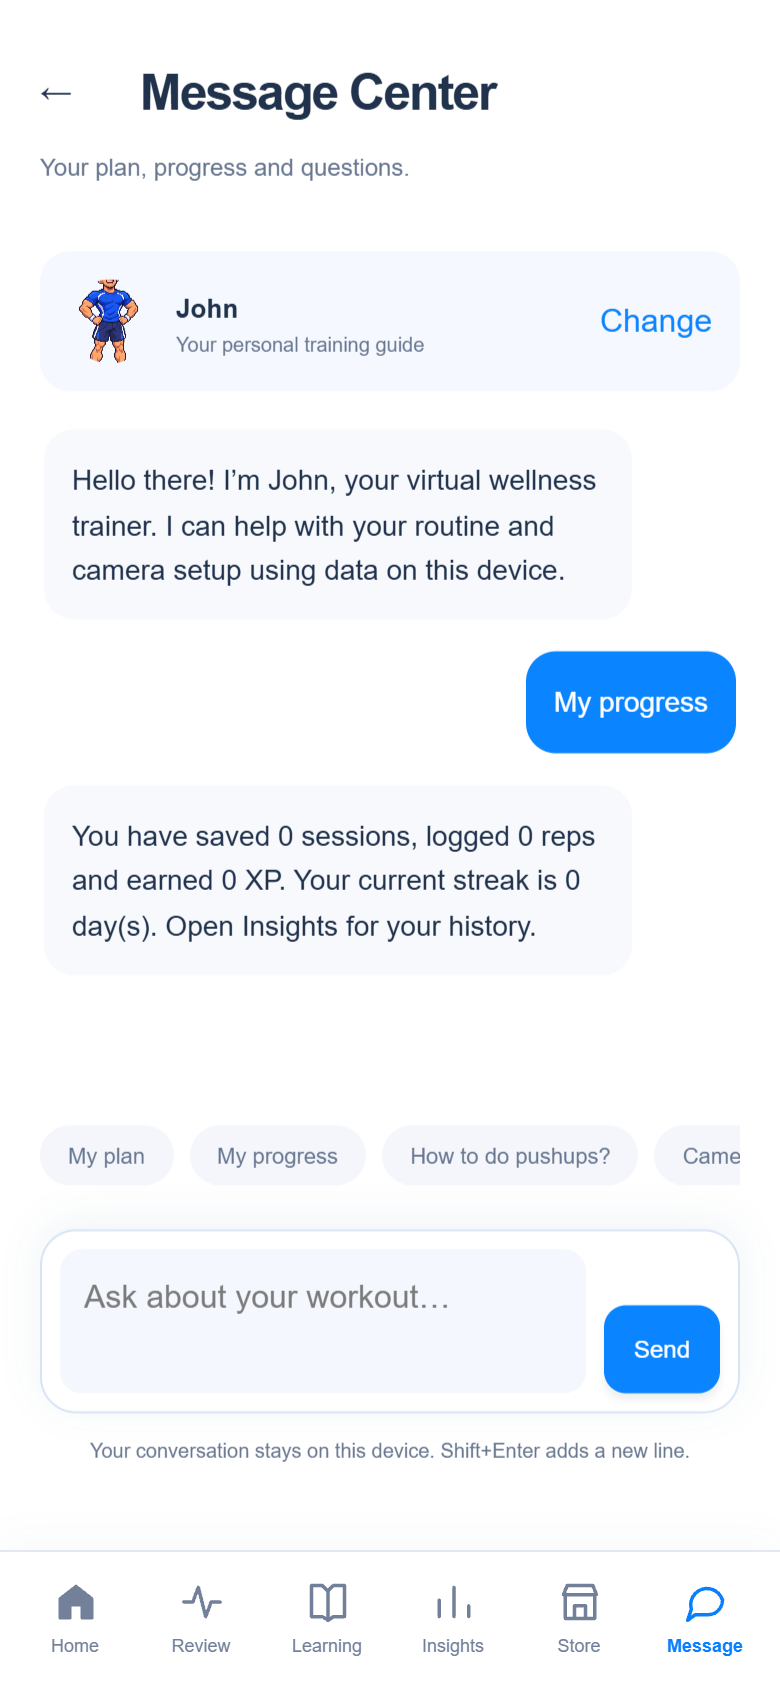 ←
Message Center
Your plan, progress and questions.
John
Your personal training guide
Change
Hello there! I’m John, your virtual wellness
trainer. I can help with your routine and
camera setup using data on this device.
My progress
You have saved 0 sessions, logged 0 reps
and earned 0 XP. Your current streak is 0
day(s). Open Insights for your history.
My plan
My progress
How to do pushups?
Came
Ask about your workout…
Send
Your conversation stays on this device. Shift+Enter adds a new line.
Home
Review
Learning
Insights
Store
Message